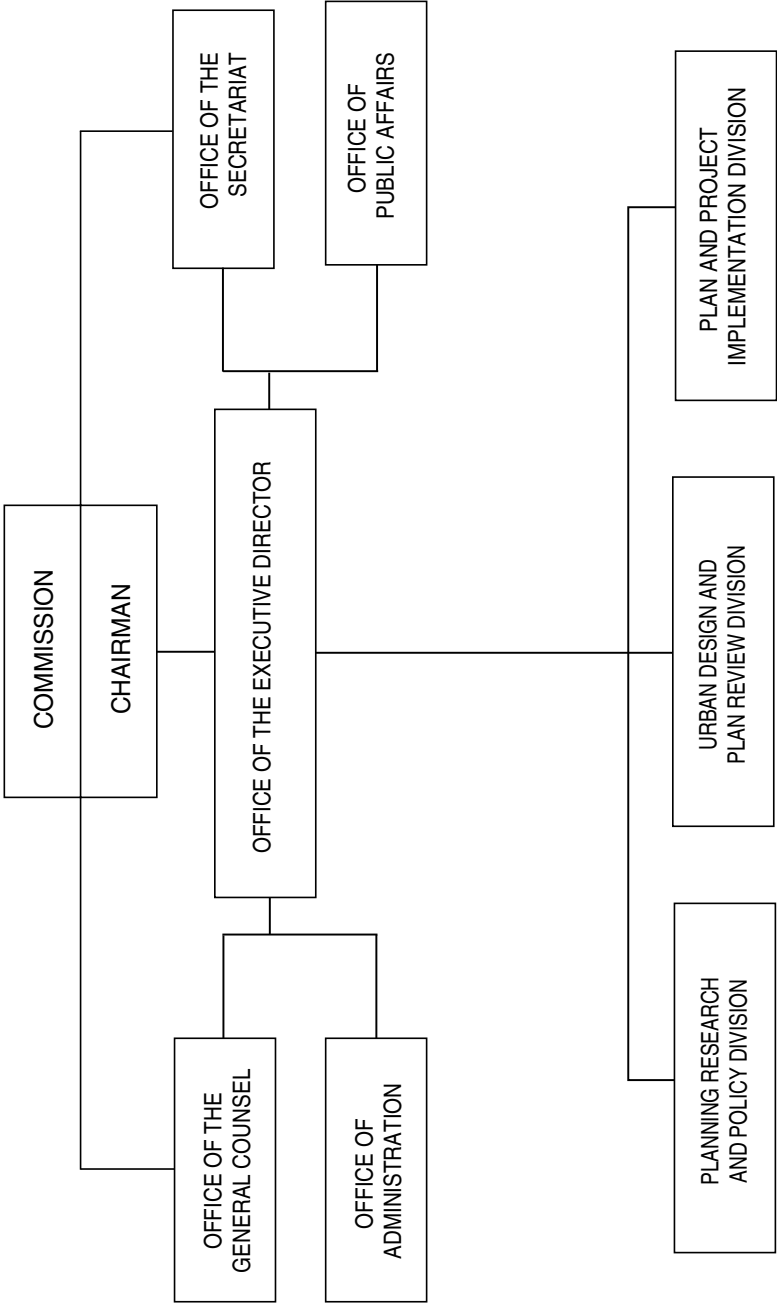 COMMISSION
CHAIRMAN
OFFICE OF THE
GENERAL COUNSEL
OFFICE OF THE EXECUTIVE DIRECTOR
OFFICE OF THE
SECRETARIAT
OFFICE OF
ADMINISTRATION
OFFICE OF
PUBLIC AFFAIRS
PLANNING RESEARCH
AND POLICY DIVISION
URBAN DESIGN AND
PLAN REVIEW DIVISION
PLAN AND PROJECT
IMPLEMENTATION DIVISION